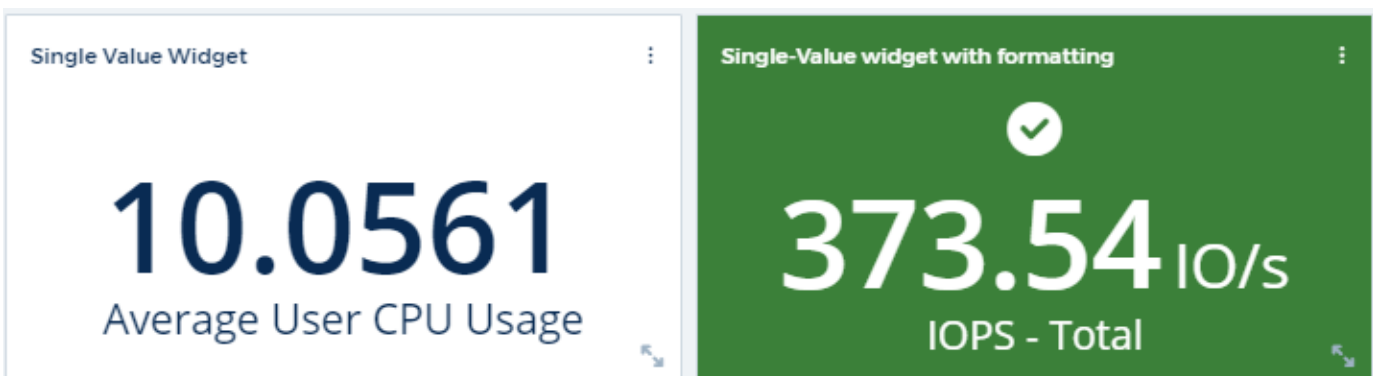 Single Value Widget
10.0561
Average User CPU Usage
Single-Value widget with formatting
373.54 IO/s
IOPS - Total